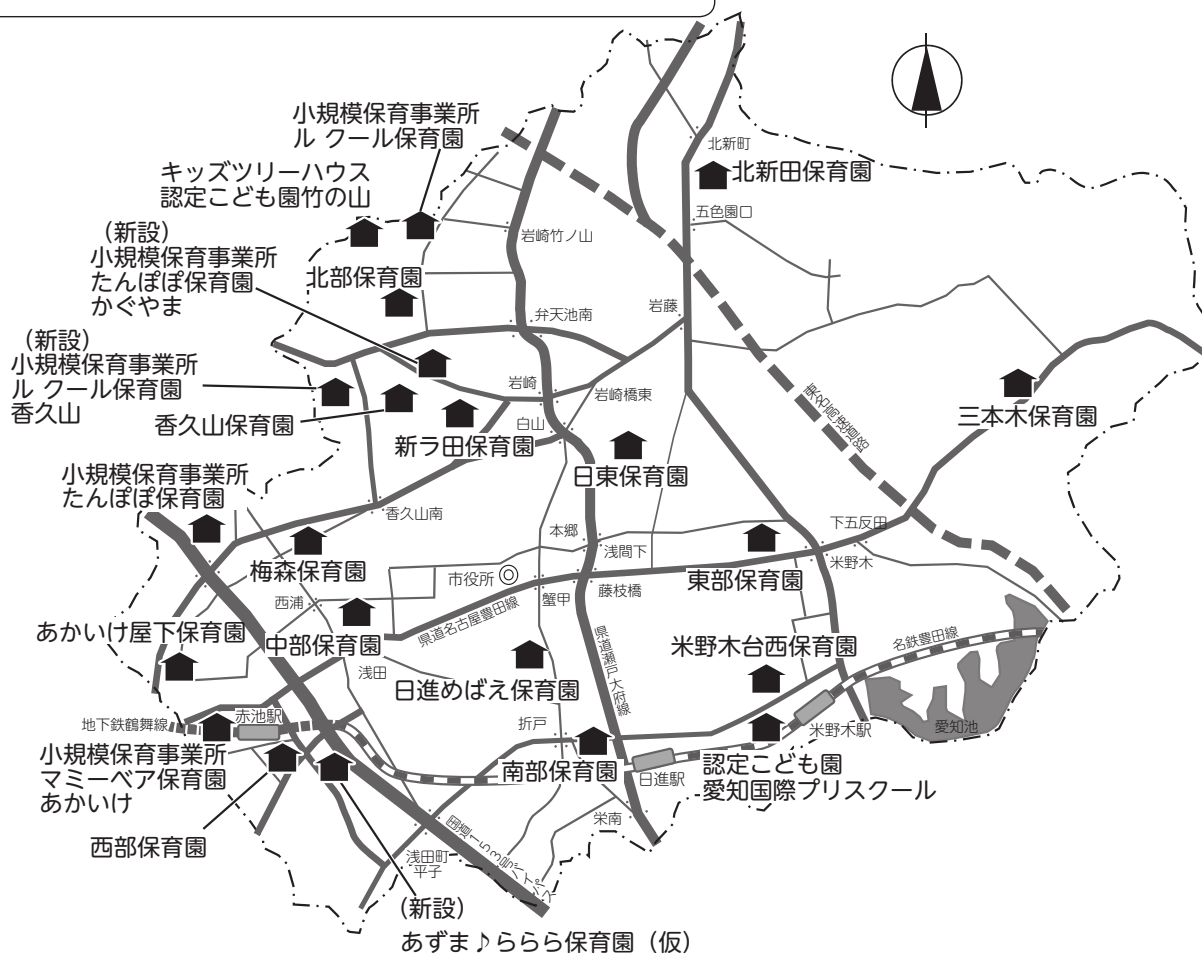 小規模保育事業所
ル クール保育園
キッズツリーハウス
認定こども園竹の山
（新設）
小規模保育事業所
たんぽぽ保育園
かぐやま
北部保育園
（新設）
小規模保育事業所
ル クール保育園
香久山
香久山保育園
新ラ田保育園
北新町
北新田保育園
五色園口
岩崎竹ノ山
弁天池南
岩藤
岩崎
岩崎橋東
白山
日東保育園
東名高速道路
三本木保育園
小規模保育事業所
たんぽぽ保育園
香久山南
梅森保育園
本郷
浅間下
市役所
蟹甲
藤枝橋
下五反田
米野木
東部保育園
西浦
県道名古屋豊田線
あかいけ屋下保育園
中部保育園
浅田
日進めばえ保育園
県道瀬戸大府線
米野木台西保育園
名鉄豊田線
愛知池
米野木駅
地下鉄鶴舞線
赤池駅
折戸
小規模保育事業所
マミーベア保育園
あかいけ
南部保育園
日進駅
認定こども園
愛知国際プリスクール
西部保育園
栄南
浅田町
平子
国道153号バイパス
（新設）
あずま♪ららら保育園（仮）